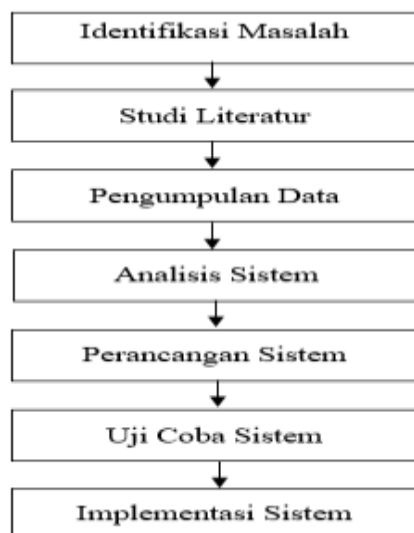 Identifikasi Masalah
Studi Literatur
Pengumpulan Data
Analisis Sistem
Perancangan Sistem
Uji Coba Sistem
Implementasi Sistem